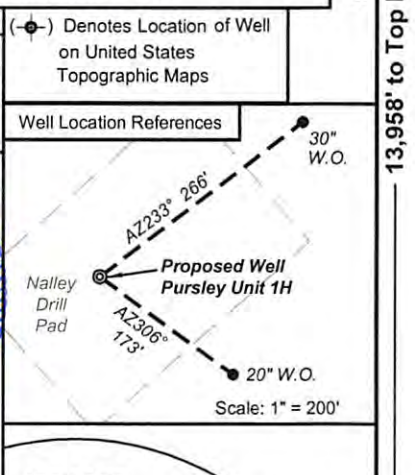 (-⌖-) Denotes Location of Well
on United States
Topographic Maps
Well Location References
30"
W.O.
AZ233° 266'
Proposed Well
Pursley Unit 1H
Nalley
Drill
Pad
AZ306°
173'
20" W.O.
Scale: 1" = 200'
13,958' to Top